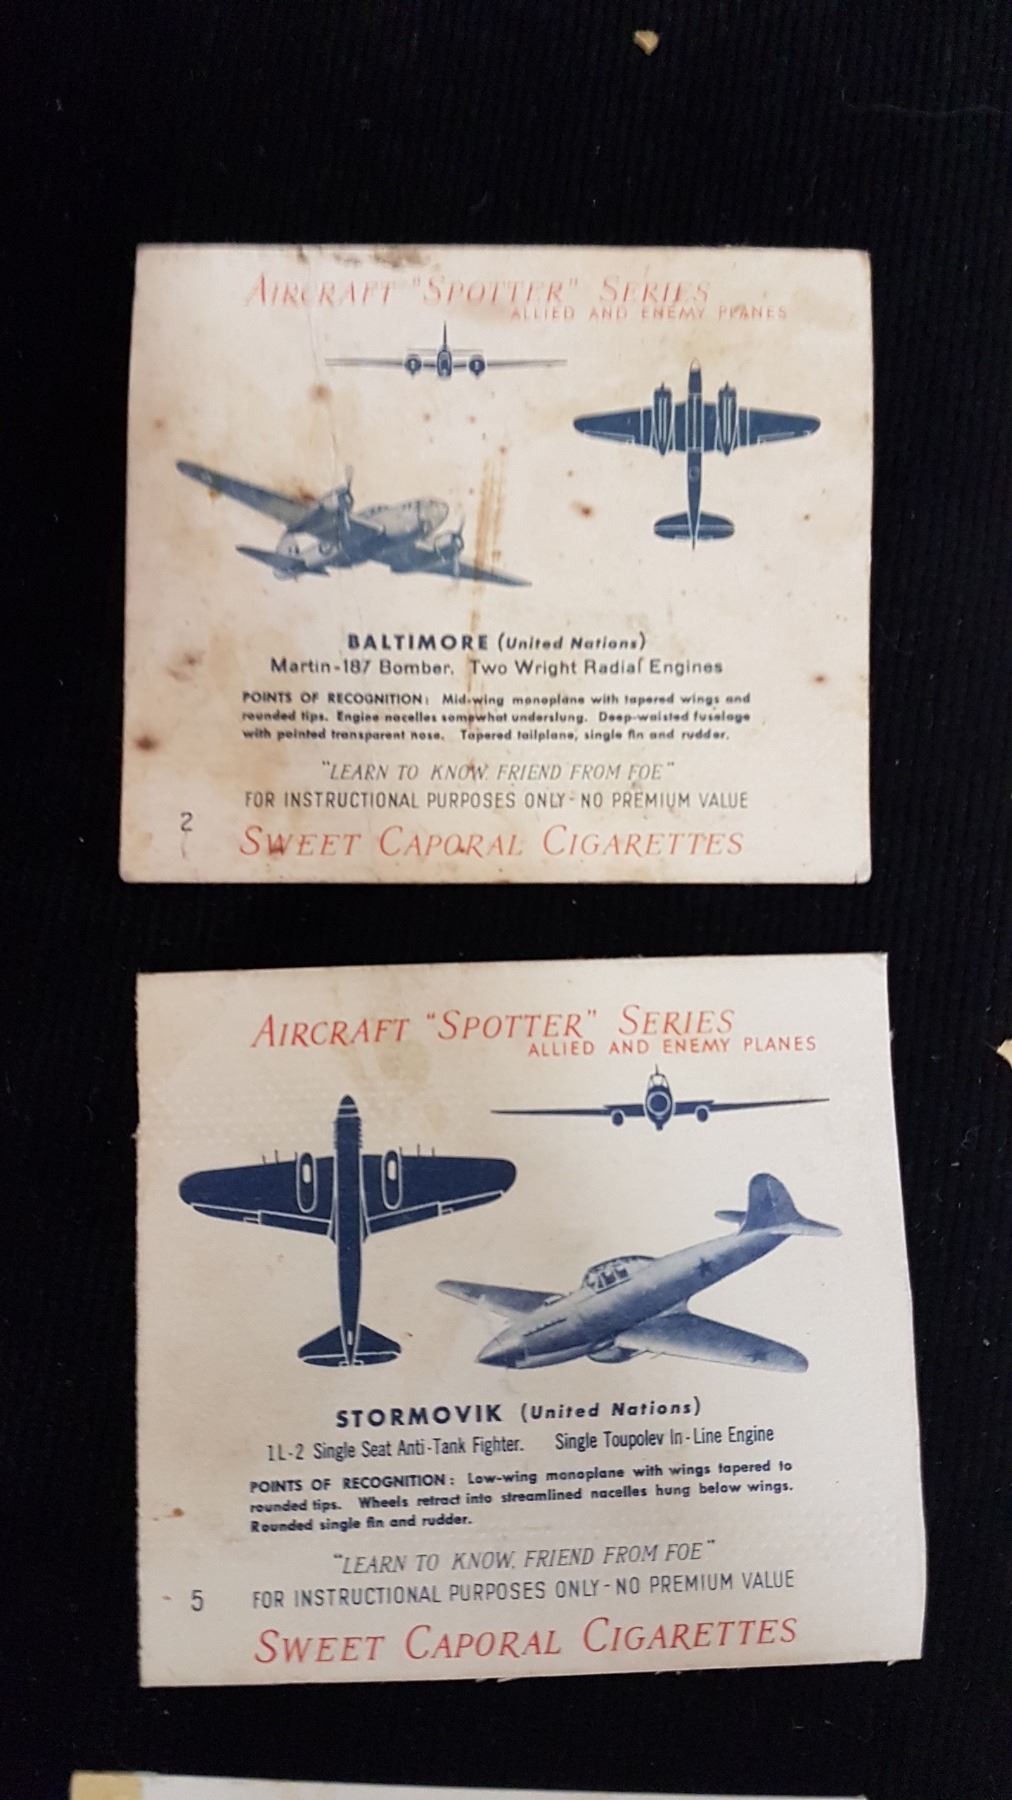 AIRCRAFT "SPOTTER" SERIES
ALLIED AND ENEMY PLANES
BALTIMORE (United Nations)
Martin-187 Bomber. Two Wright Radial Engines
POINTS OF RECOGNITION: Mid-wing monoplane with tapered wings and
rounded tips. Engine nacelles somewhat underslung. Deep-waisted fuselage
with pointed transparent nose. Tapered tailplane, single fin and rudder.
"LEARN TO KNOW, FRIEND FROM FOE"
FOR INSTRUCTIONAL PURPOSES ONLY-NO PREMIUM VALUE
2
SWEET CAPORAL CIGARETTES
AIRCRAFT "SPOTTER" SERIES
ALLIED AND ENEMY PLANES
STORMOVIK (United Nations)
1L-2 Single Seat Anti-Tank Fighter. Single Toupolev In-Line Engine
POINTS OF RECOGNITION: Low-wing monoplane with wings tapered to
rounded tips. Wheels retract into streamlined nacelles hung below wings.
Rounded single fin and rudder.
"LEARN TO KNOW, FRIEND FROM FOE"
5 FOR INSTRUCTIONAL PURPOSES ONLY-NO PREMIUM VALUE
SWEET CAPORAL CIGARETTES